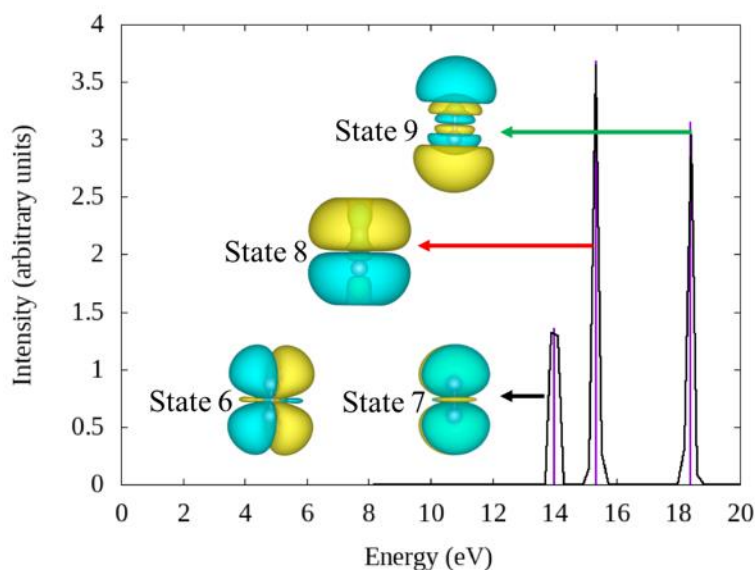 4
3.5
3
2.5
2
1.5
1
0.5
0
Intensity (arbitrary units)
State 9
State 8
State 6 State 7
0 2 4 6 8 10 12 14 16 18 20
Energy (eV)